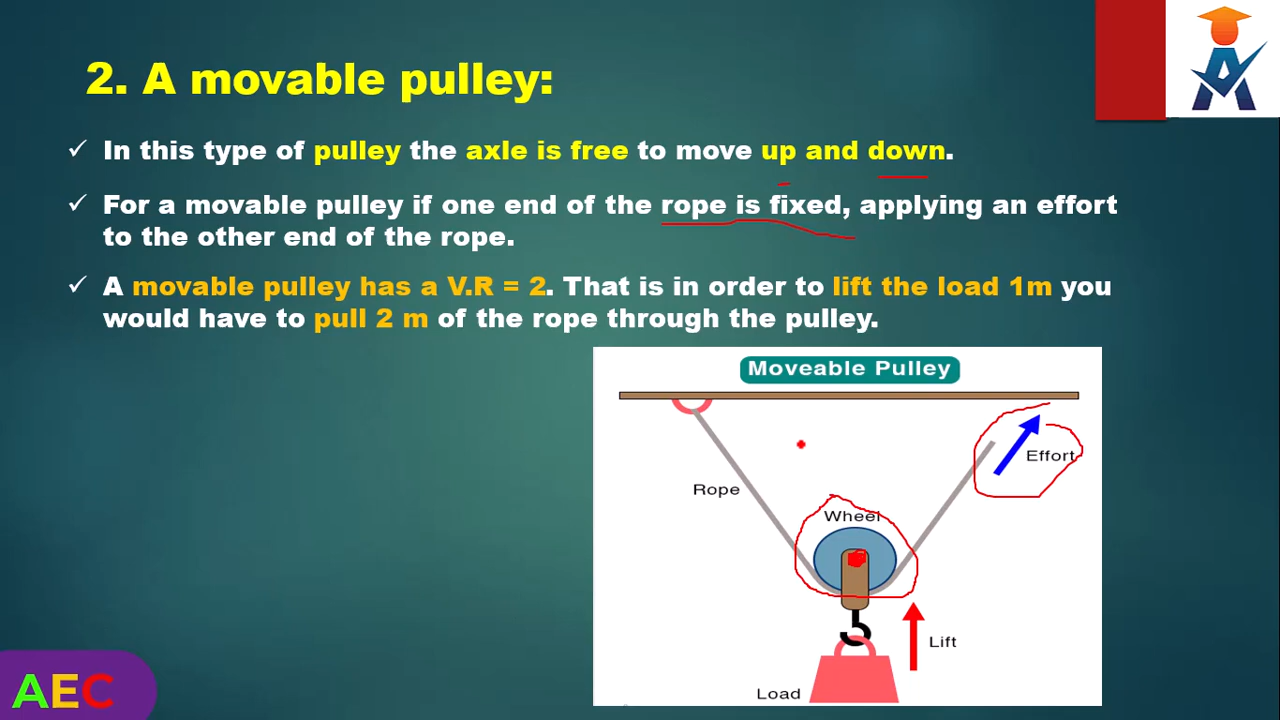 2. A movable pulley:
✓ In this type of pulley the axle is free to move up and down.
✓ For a movable pulley if one end of the rope is fixed, applying an effort
to the other end of the rope.
✓ A movable pulley has a V.R = 2. That is in order to lift the load 1m you
would have to pull 2 m of the rope through the pulley.
Moveable Pulley
Effort
Rope
Wheel
Lift
Load
AEC